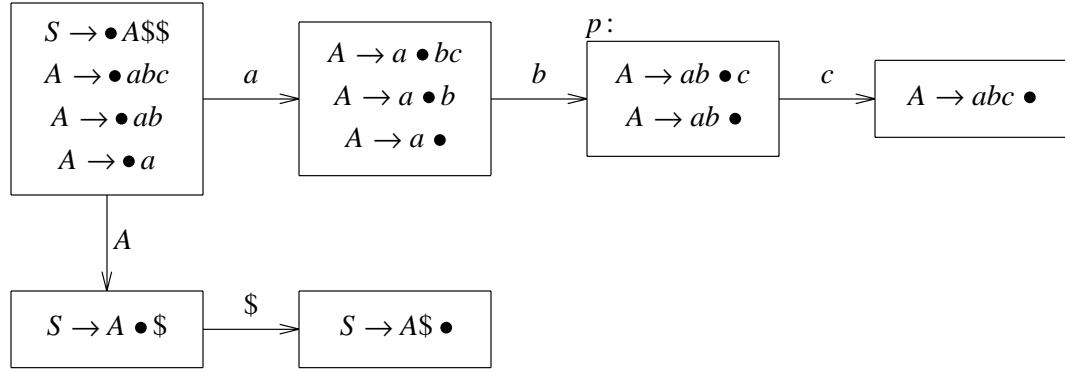 S → • A$$
A → • abc
A → • ab
A → • a
a
A → a • bc
A → a • b
A → a •
b
p:
A → ab • c
A → ab •
c
A → abc •
A
S → A • $
$
S → A$ •